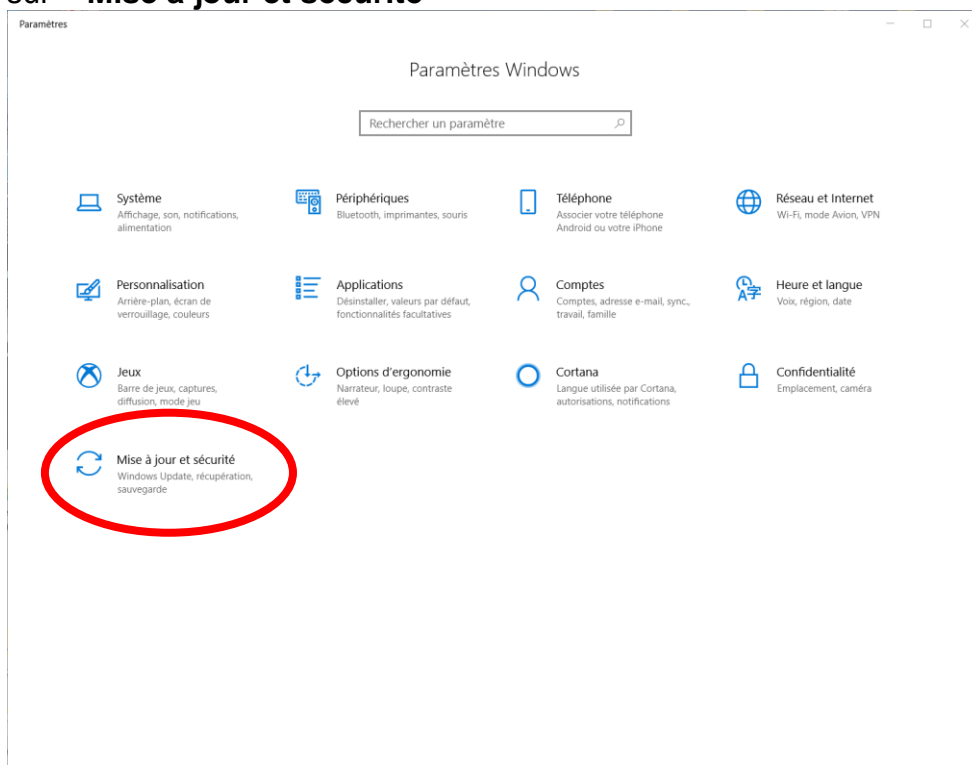 sur « Mise à jour et sécurité »
Paramètres
Paramètres Windows
Rechercher un paramètre
Système
Affichage, son, notifications,
alimentation
Périphériques
Bluetooth, imprimantes, souris
Téléphone
Associer votre téléphone
Android ou votre iPhone
Réseau et Internet
Wi-Fi, mode Avion, VPN
Personnalisation
Arrière-plan, écran de
verrouillage, couleurs
Applications
Désinstaller, valeurs par défaut,
fonctionnalités facultatives
Comptes
Comptes, adresse e-mail, sync.,
travail, famille
Heure et langue
Voix, région, date
Jeux
Barre de jeux, captures,
diffusion, mode jeu
Options d'ergonomie
Narrateur, loupe, contraste
élevé
Cortana
Langue utilisée par Cortana,
autorisations, notifications
Confidentialité
Emplacement, caméra
Mise à jour et sécurité
Windows Update, récupération,
sauvegarde